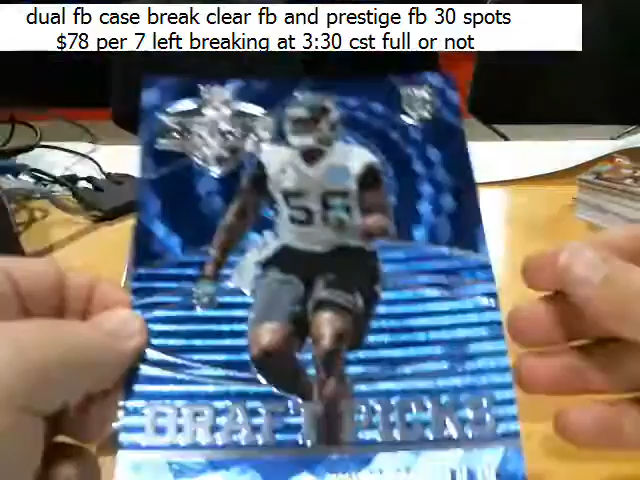 dual fb case break clear fb and prestige fb 30 spots
$78 per 7 left breaking at 3:30 cst full or not
58
DRAFT PICKS